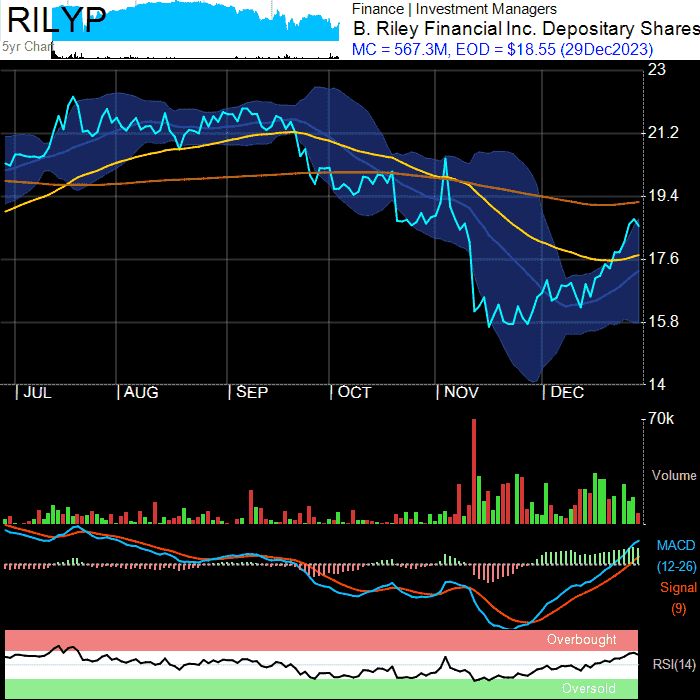 RILYP
5yr Chart
Finance | Investment Managers
B. Riley Financial Inc. Depositary Shares
MC = 567.3M, EOD = $18.55 (29Dec2023)
23
21.2
19.4
17.6
15.8
14
JUL AUG SEP OCT NOV DEC
70k
Volume
MACD
(12-26)
Signal
(9)
Overbought
RSI(14)
Oversold